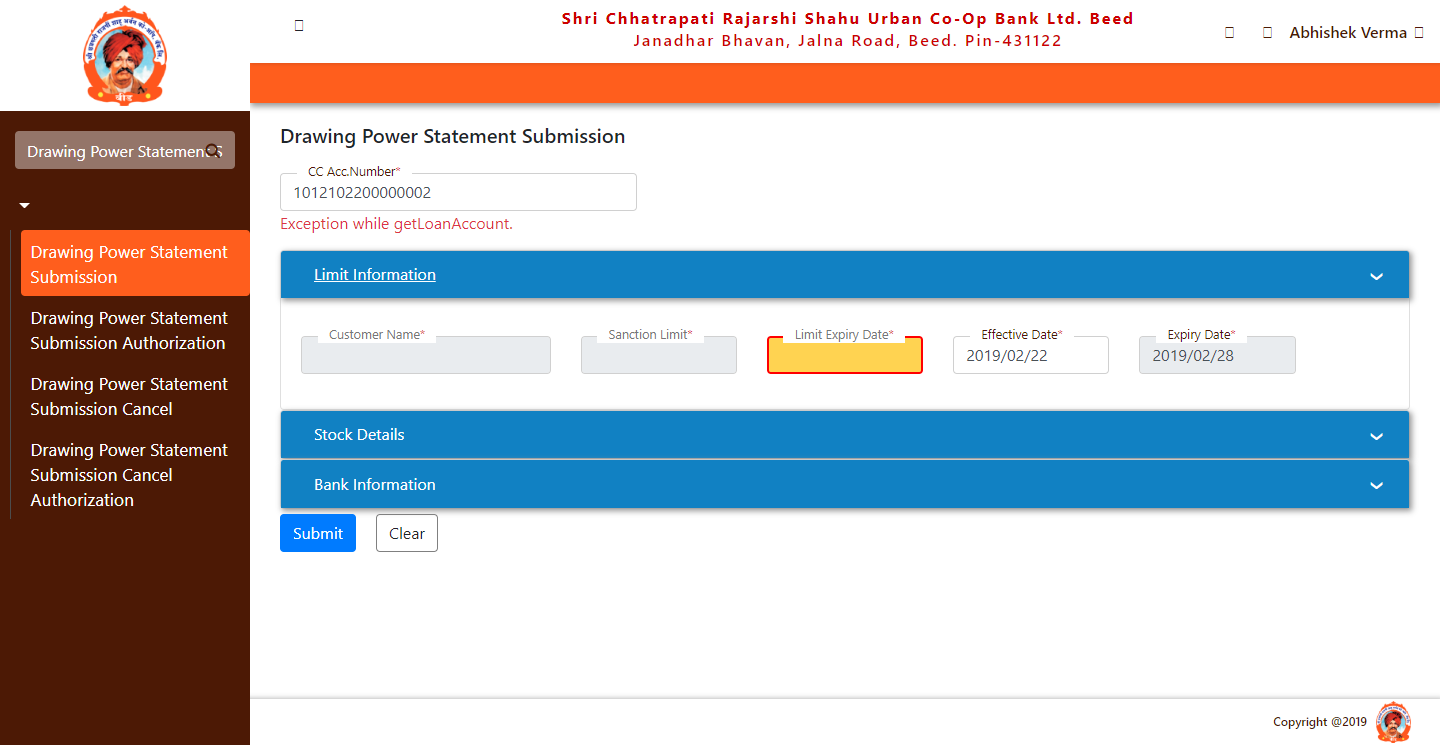 Shri Chhatrapati Rajarshi Shahu Urban Co-Op Bank Ltd. Beed
Janadhar Bhavan, Jalna Road, Beed. Pin-431122
Abhishek Verma
बीड
Drawing Power Statement S
Drawing Power Statement
Submission
Drawing Power Statement
Submission Authorization
Drawing Power Statement
Submission Cancel
Drawing Power Statement
Submission Cancel
Authorization
Drawing Power Statement Submission
CC Acc.Number*
1012102200000002
Exception while getLoanAccount.
Limit Information
Customer Name* Sanction Limit* Limit Expiry Date* Effective Date* Expiry Date*
2019/02/22 2019/02/28
Stock Details
Bank Information
Submit Clear
Copyright @2019